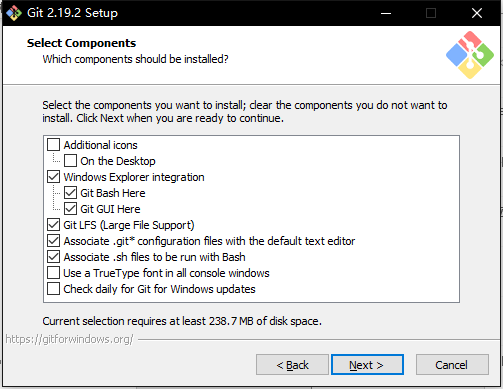 Git 2.19.2 Setup
Select Components
Which components should be installed?
Select the components you want to install; clear the components you do not want to
install. Click Next when you are ready to continue.
Additional icons
On the Desktop
Windows Explorer integration
Git Bash Here
Git GUI Here
Git LFS (Large File Support)
Associate .git* configuration files with the default text editor
Associate .sh files to be run with Bash
Use a TrueType font in all console windows
Check daily for Git for Windows updates
Current selection requires at least 238.7 MB of disk space.
https://gitforwindows.org/
< Back
Next >
Cancel